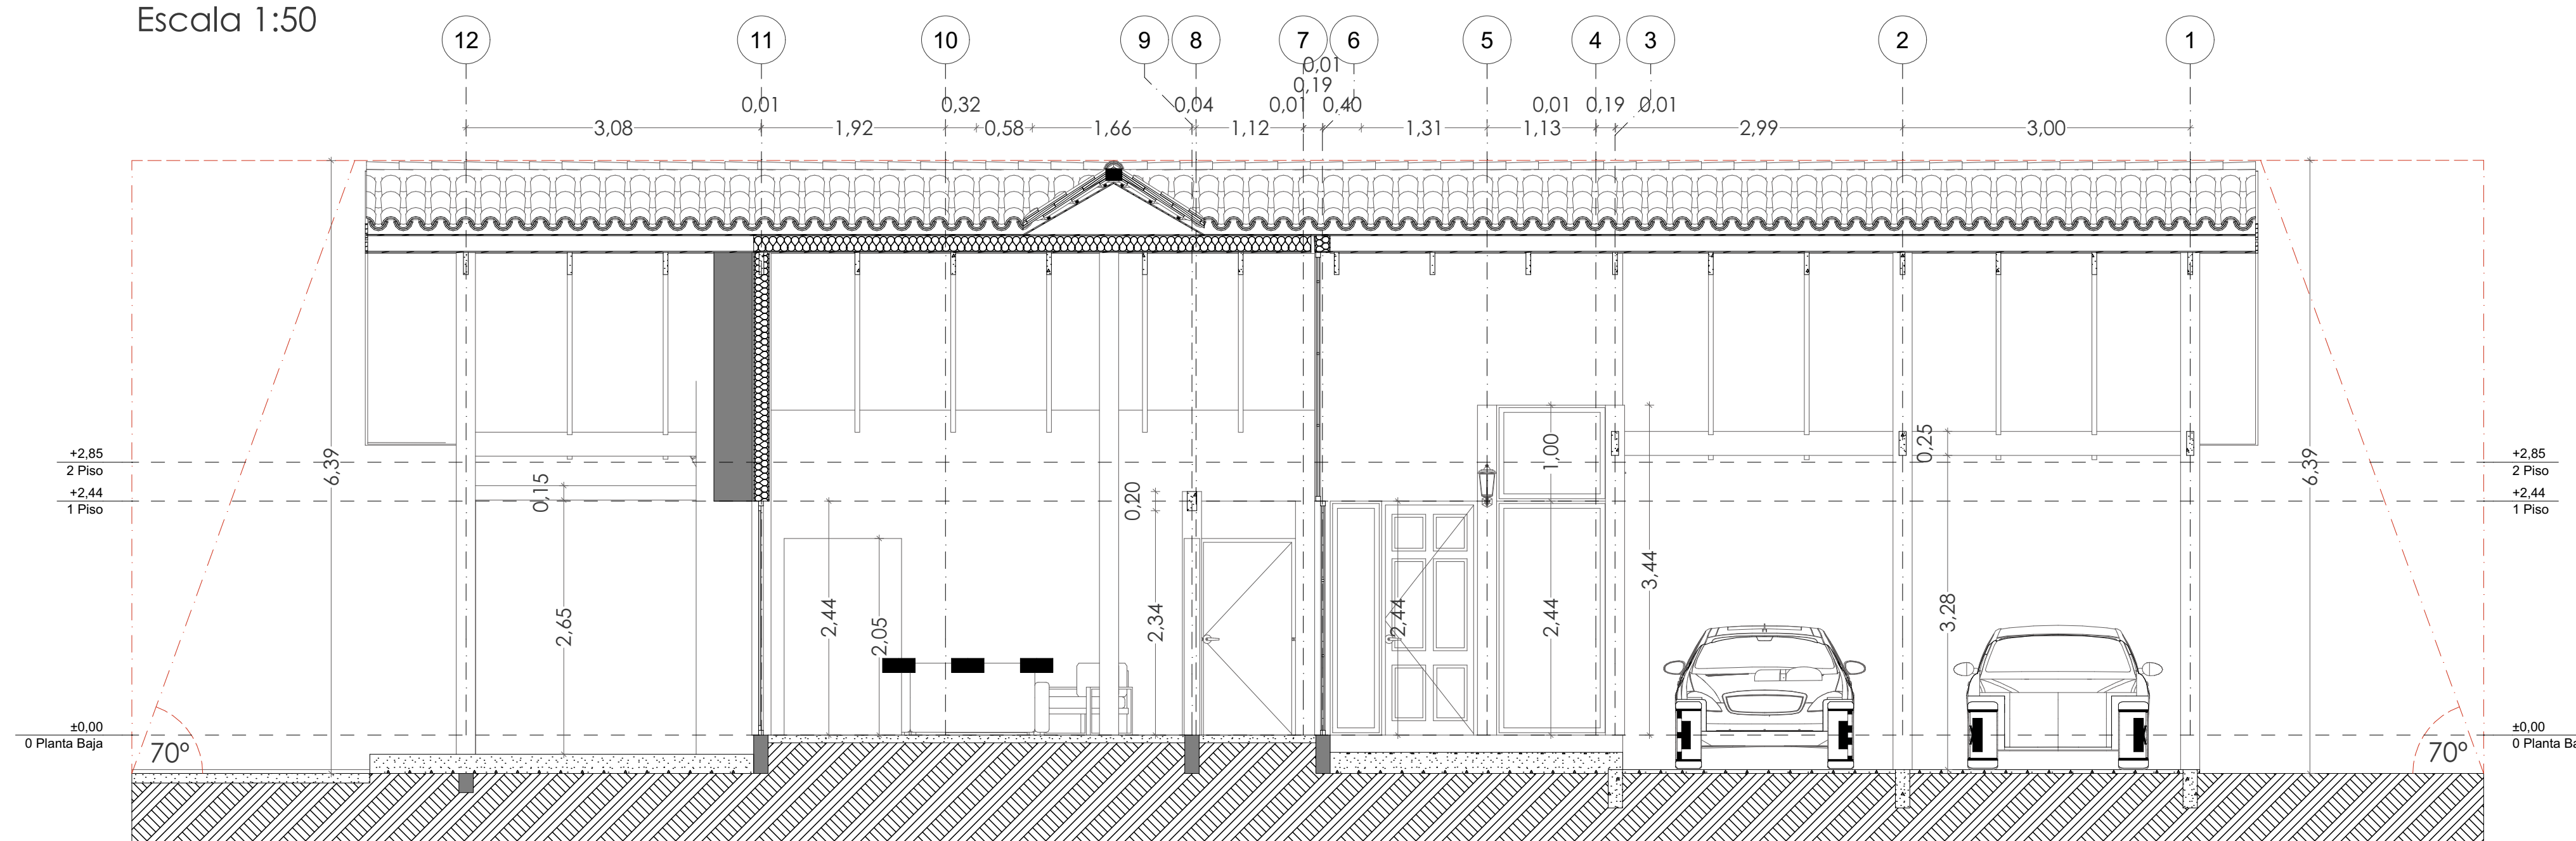 Escala 1:50
12 11 10 9 8 7 6 5 4 3 2 1
0,01
0,19
0,01 0,32 0,04 0,01 0,40 0,01 0,19 0,01
3,08 1,92 0,58 1,66 1,12 1,31 1,13 2,99 3,00
1,00
0,25
+2,85
2 Piso
6,39
+2,85
2 Piso
6,39
+2,44
1 Piso
0,15
0,20
+2,44
1 Piso
3,44
2,65
2,44
2,05
2,34
2,44
2,44
3,28
±0,00
0 Planta Baja
70°
±0,00
0 Planta Ba
70°